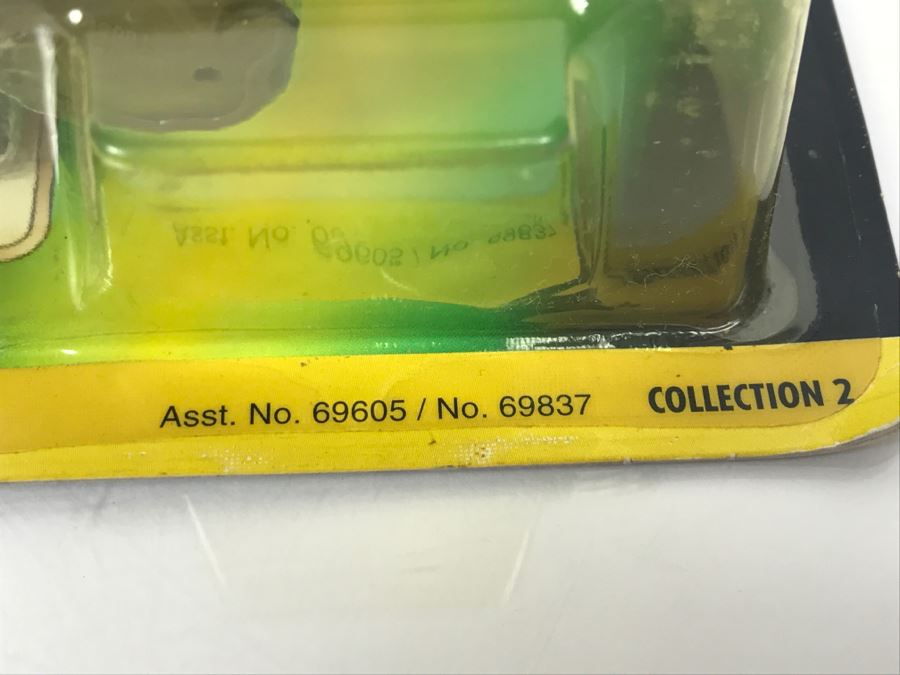 Asst. No. 69605 / No. 69837
COLLECTION 2